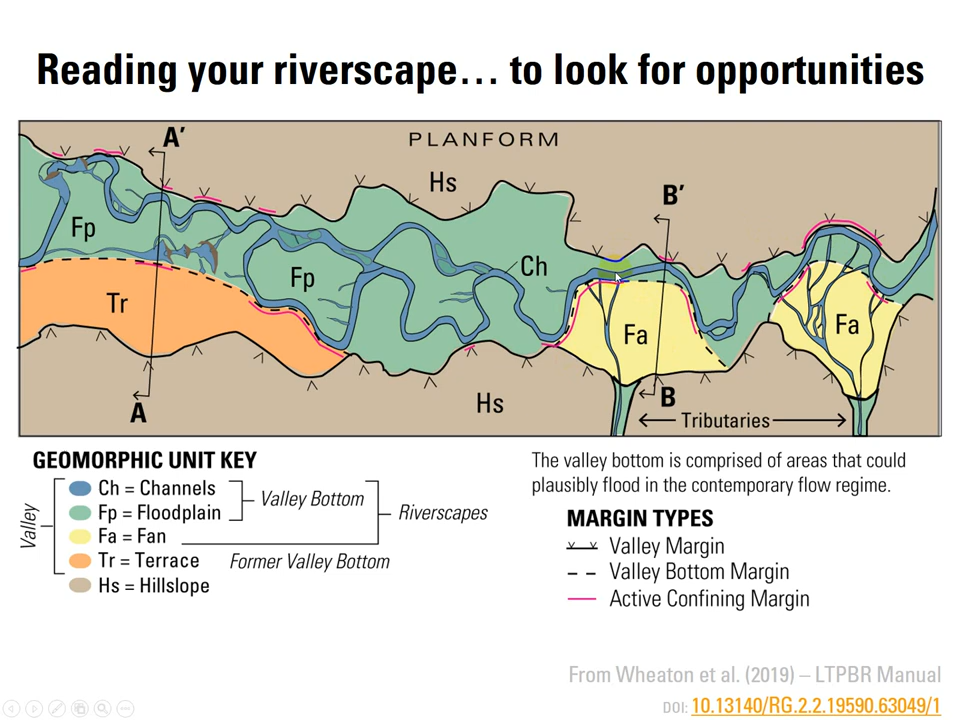 Reading your riverscape... to look for opportunities
PLANFORM
A'
Hs
B'
Fp
Fp
Ch
Tr
Fa
Fa
A
Hs
B
Tributaries
GEOMORPHIC UNIT KEY
Ch = Channels
Fp = Floodplain
Fa = Fan
Tr = Terrace
Hs = Hillslope
Valley
Valley Bottom
Riverscapes
Former Valley Bottom
The valley bottom is comprised of areas that could
plausibly flood in the contemporary flow regime.
MARGIN TYPES
Valley Margin
Valley Bottom Margin
Active Confining Margin
From Wheaton et al. (2019) – LTPBR Manual
DOI: 10.13140/RG.2.2.19590.63049/1